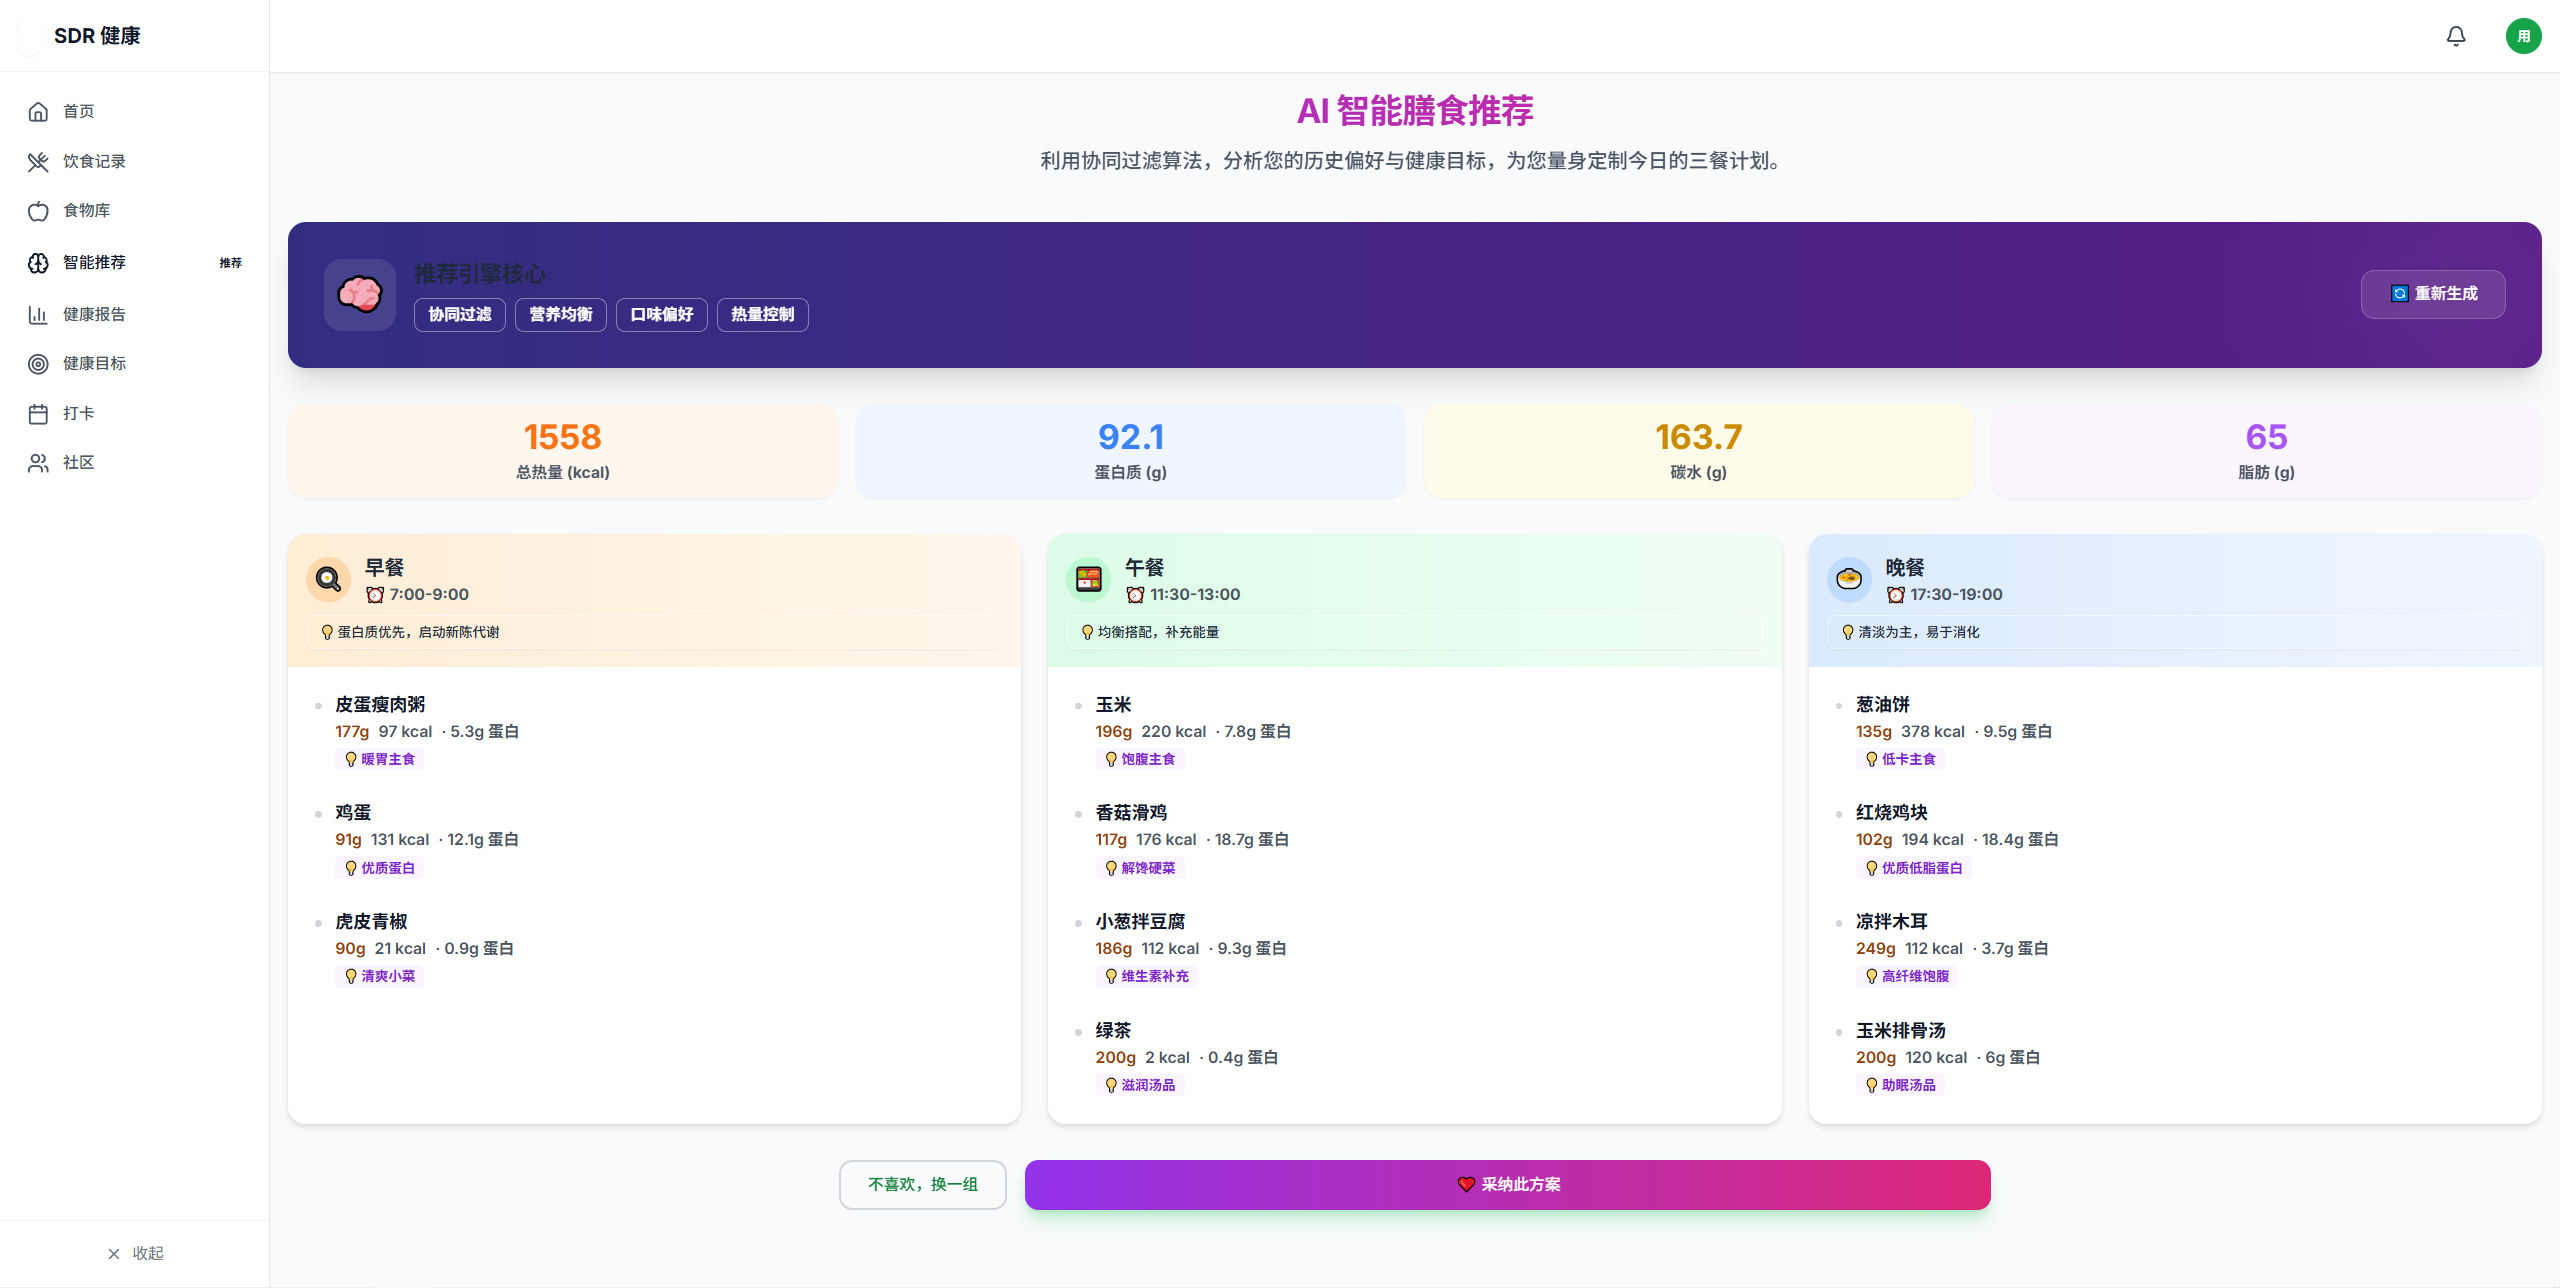 SDR 健康
用
首页
饮食记录
食物库
智能推荐 推荐
健康报告
健康目标
打卡
社区
收起
AI 智能膳食推荐
利用协同过滤算法，分析您的历史偏好与健康目标，为您量身定制今日的三餐计划。
推荐引擎核心
协同过滤 营养均衡 口味偏好 热量控制
重新生成
1558
总热量 (kcal)
92.1
蛋白质 (g)
163.7
碳水 (g)
65
脂肪 (g)
早餐
7:00-9:00
蛋白质优先，启动新陈代谢
皮蛋瘦肉粥
177g 97 kcal · 5.3g 蛋白
暖胃主食
鸡蛋
91g 131 kcal · 12.1g 蛋白
优质蛋白
虎皮青椒
90g 21 kcal · 0.9g 蛋白
清爽小菜
午餐
11:30-13:00
均衡搭配，补充能量
玉米
196g 220 kcal · 7.8g 蛋白
饱腹主食
香菇滑鸡
117g 176 kcal · 18.7g 蛋白
解馋硬菜
小葱拌豆腐
186g 112 kcal · 9.3g 蛋白
维生素补充
绿茶
200g 2 kcal · 0.4g 蛋白
滋润汤品
晚餐
17:30-19:00
清淡为主，易于消化
葱油饼
135g 378 kcal · 9.5g 蛋白
低卡主食
红烧鸡块
102g 194 kcal · 18.4g 蛋白
优质低脂蛋白
凉拌木耳
249g 112 kcal · 3.7g 蛋白
高纤维饱腹
玉米排骨汤
200g 120 kcal · 6g 蛋白
助眠汤品
不喜欢，换一组
采纳此方案